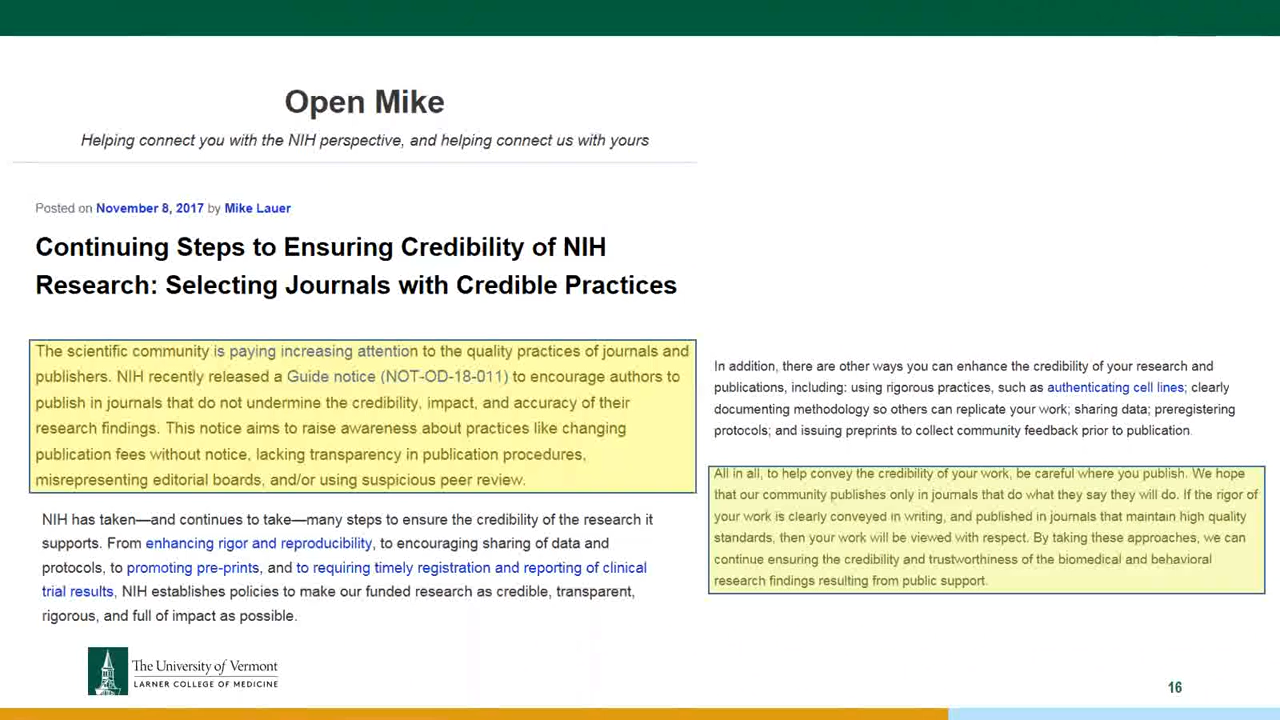 Open Mike
Helping connect you with the NIH perspective, and helping connect us with yours
Posted on November 8, 2017 by Mike Lauer
Continuing Steps to Ensuring Credibility of NIH
Research: Selecting Journals with Credible Practices
The scientific community is paying increasing attention to the quality practices of journals and
publishers. NIH recently released a Guide notice (NOT-OD-18-011) to encourage authors to
publish in journals that do not undermine the credibility, impact, and accuracy of their
research findings. This notice aims to raise awareness about practices like changing
publication fees without notice, lacking transparency in publication procedures,
misrepresenting editorial boards, and/or using suspicious peer review.
NIH has taken—and continues to take—many steps to ensure the credibility of the research it
supports. From enhancing rigor and reproducibility, to encouraging sharing of data and
protocols, to promoting pre-prints, and to requiring timely registration and reporting of clinical
trial results, NIH establishes policies to make our funded research as credible, transparent,
rigorous, and full of impact as possible.
In addition, there are other ways you can enhance the credibility of your research and
publications, including: using rigorous practices, such as authenticating cell lines; clearly
documenting methodology so others can replicate your work; sharing data; preregistering
protocols; and issuing preprints to collect community feedback prior to publication.
All in all, to help convey the credibility of your work, be careful where you publish. We hope
that our community publishes only in journals that do what they say they will do. If the rigor of
your work is clearly conveyed in writing, and published in journals that maintain high quality
standards, then your work will be viewed with respect. By taking these approaches, we can
continue ensuring the credibility and trustworthiness of the biomedical and behavioral
research findings resulting from public support.
The University of Vermont
LARNER COLLEGE OF MEDICINE
16